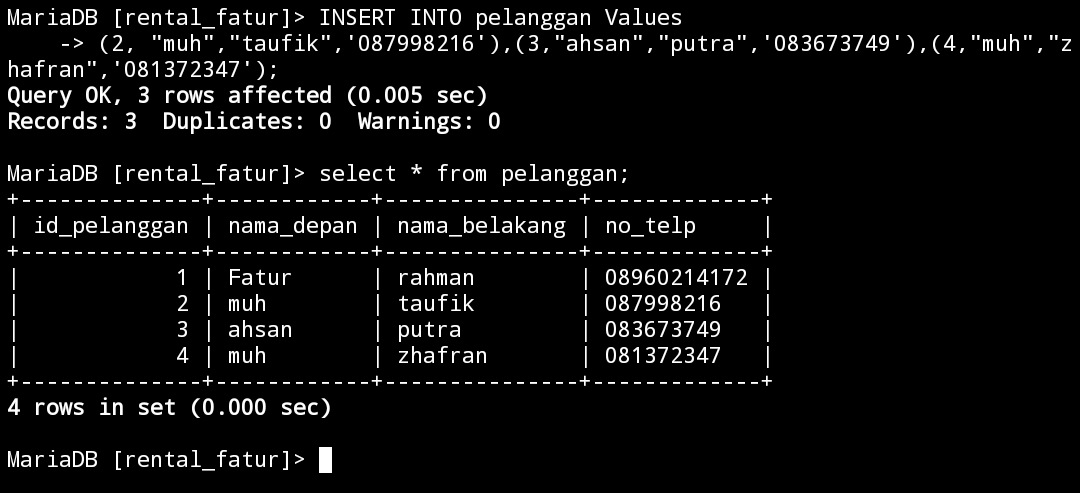 MariaDB [rental_fatur]> INSERT INTO pelanggan Values
    -> (2, "muh","taufik",'087998216'),(3,"ahsan","putra",'083673749'),(4,"muh","z
hafran",'081372347');
Query OK, 3 rows affected (0.005 sec)
Records: 3  Duplicates: 0  Warnings: 0

MariaDB [rental_fatur]> select * from pelanggan;
+--------------+------------+---------------+-------------+
| id_pelanggan | nama_depan | nama_belakang | no_telp     |
+--------------+------------+---------------+-------------+
|            1 | Fatur      | rahman        | 08960214172 |
|            2 | muh        | taufik        | 087998216   |
|            3 | ahsan      | putra         | 083673749   |
|            4 | muh        | zhafran       | 081372347   |
+--------------+------------+---------------+-------------+
4 rows in set (0.000 sec)

MariaDB [rental_fatur]>